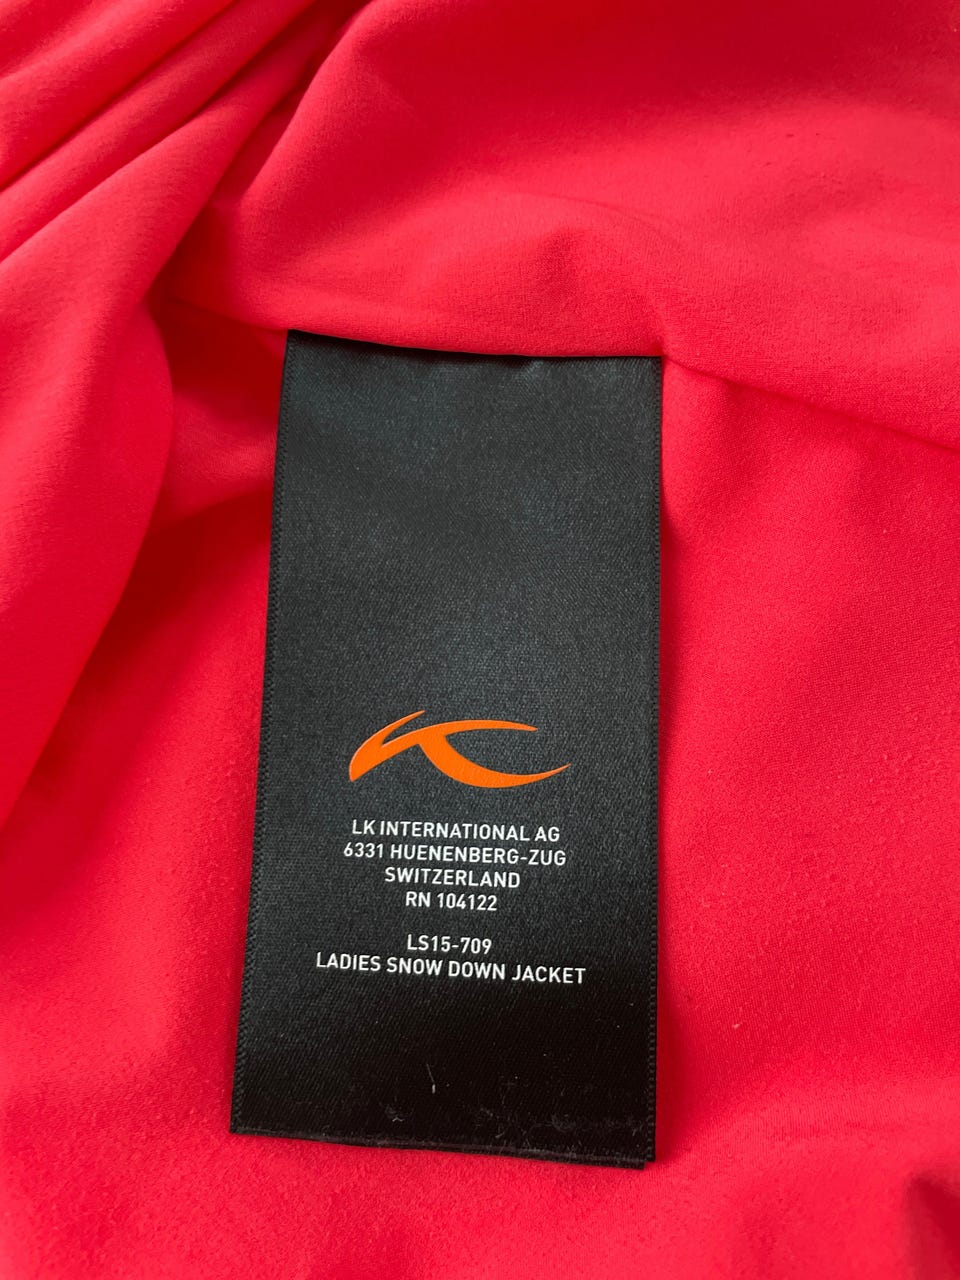 LK INTERNATIONAL AG
6331 HUENENBERG-ZUG
SWITZERLAND
RN 104122
LS15-709
LADIES SNOW DOWN JACKET